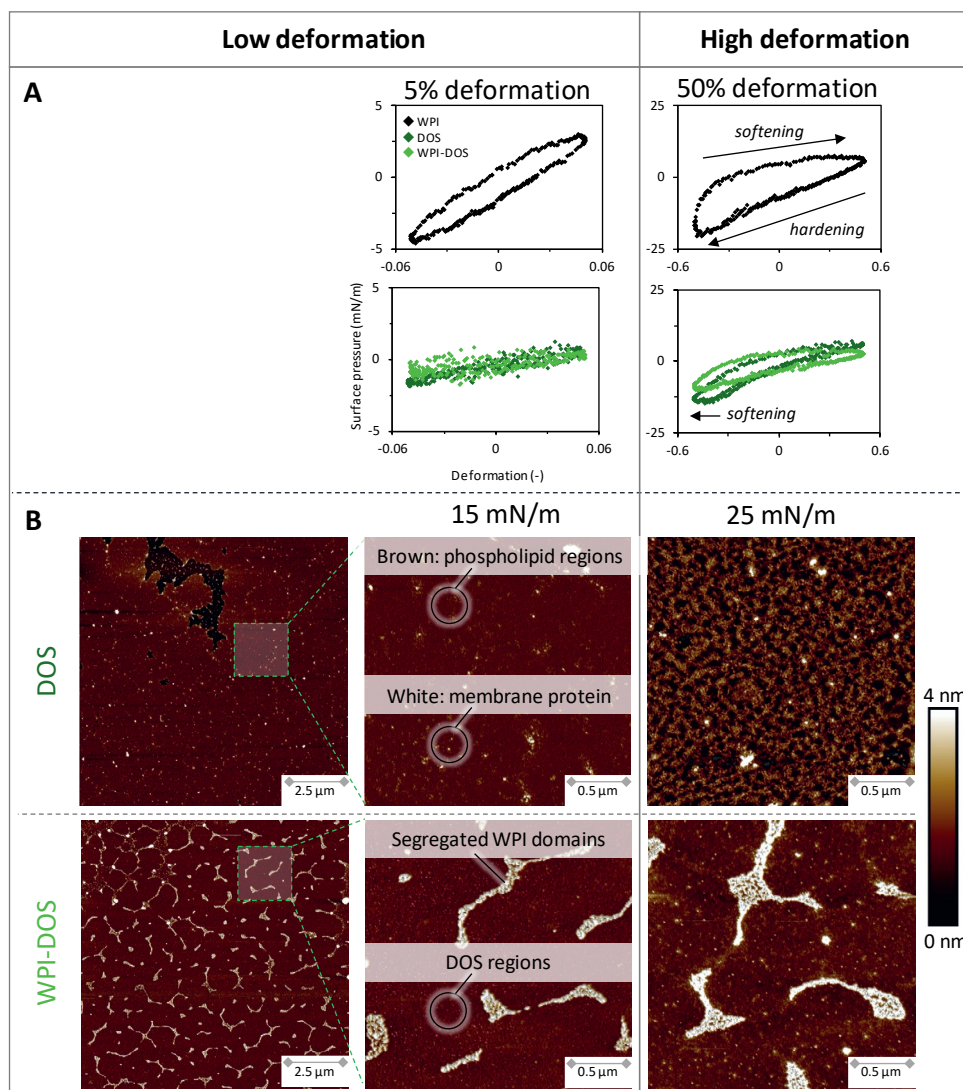 Low deformation
High deformation
A
5% deformation
50% deformation
5
0
-5
-0.06
0
0.06
WPI
DOS
WPI-DOS
25
0
-25
-0.6
0
0.6
softening
hardening
5
0
-5
-0.06
0
0.06
Surface pressure (mN/m)
Deformation (-)
25
0
-25
-0.6
0
0.6
softening
B
15 mN/m
25 mN/m
DOS
2.5 µm
Brown: phospholipid regions
White: membrane protein
0.5 µm
0.5 µm
4 nm
0 nm
WPI-DOS
2.5 µm
Segregated WPI domains
DOS regions
0.5 µm
0.5 µm